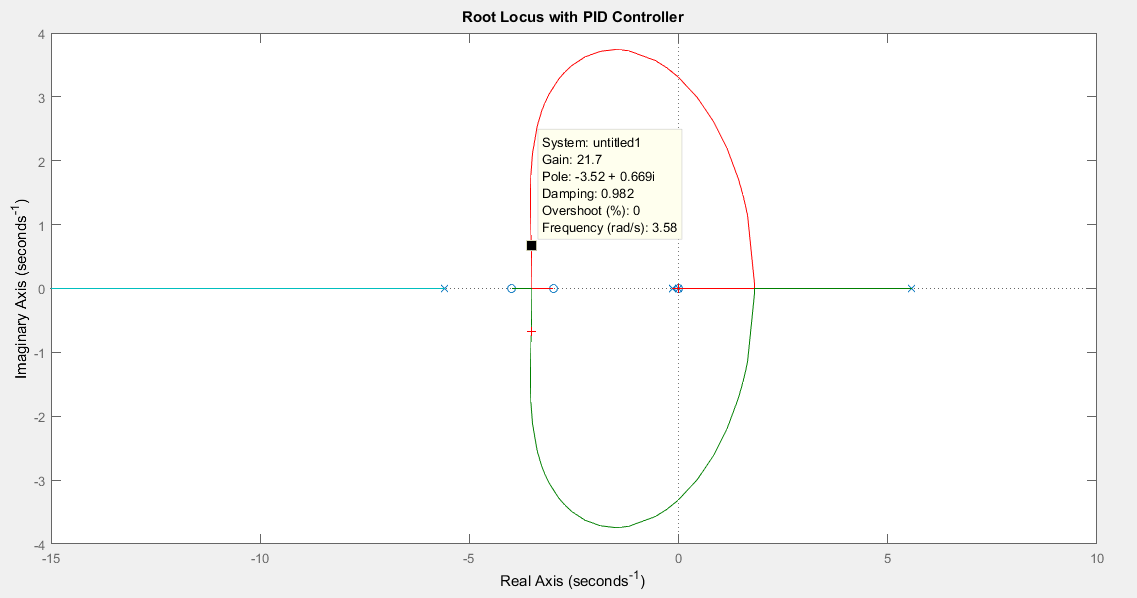 Root Locus with PID Controller
4
3
2
1
0
-1
-2
-3
-4
Imaginary Axis (seconds⁻¹)
System: untitled1
Gain: 21.7
Pole: -3.52 + 0.669i
Damping: 0.982
Overshoot (%): 0
Frequency (rad/s): 3.58
-15 -10 -5 0 5 10
Real Axis (seconds⁻¹)